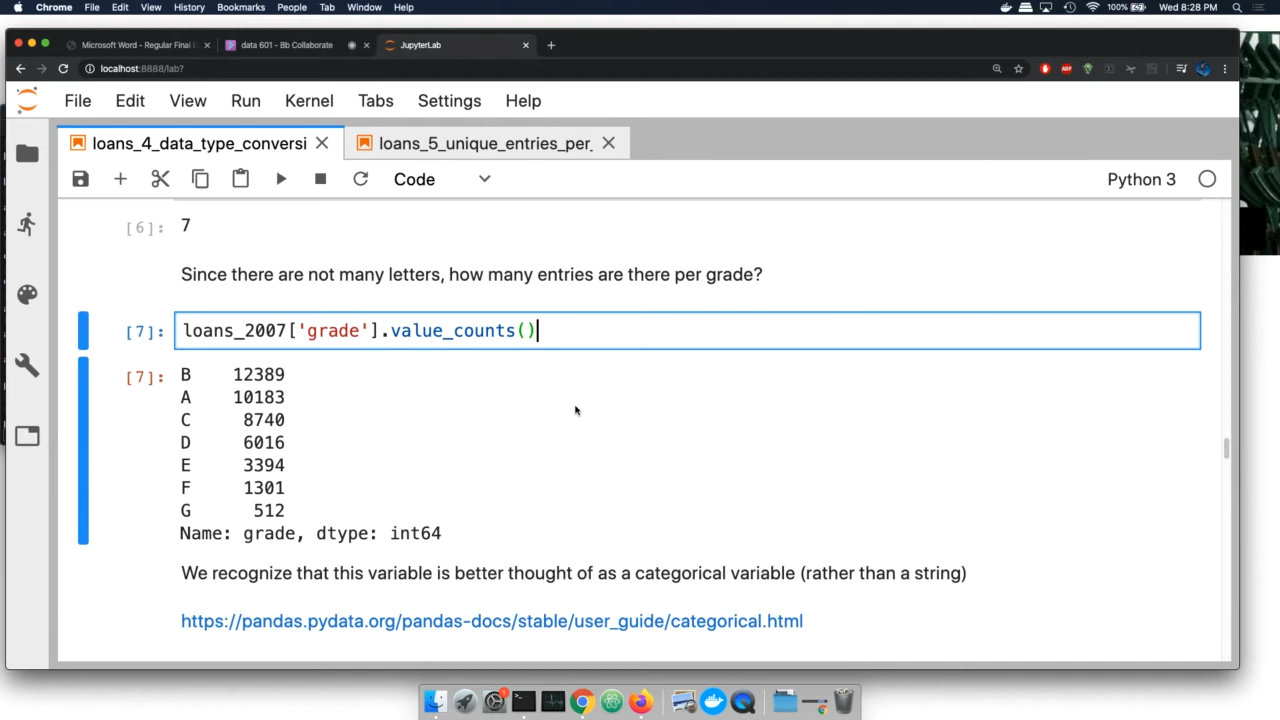 Chrome File Edit View History Bookmarks People Tab Window Help 100% Wed 8:28 PM
Microsoft Word - Regular Final E data 601 - Bb Collaborate JupyterLab
localhost:8888/lab?
File Edit View Run Kernel Tabs Settings Help
loans_4_data_type_conversi loans_5_unique_entries_per_
Code Python 3
[6]: 7
Since there are not many letters, how many entries are there per grade?
[7]: loans_2007['grade'].value_counts()
[7]: B 12389
A 10183
C 8740
D 6016
E 3394
F 1301
G 512
Name: grade, dtype: int64
We recognize that this variable is better thought of as a categorical variable (rather than a string)
https://pandas.pydata.org/pandas-docs/stable/user_guide/categorical.html